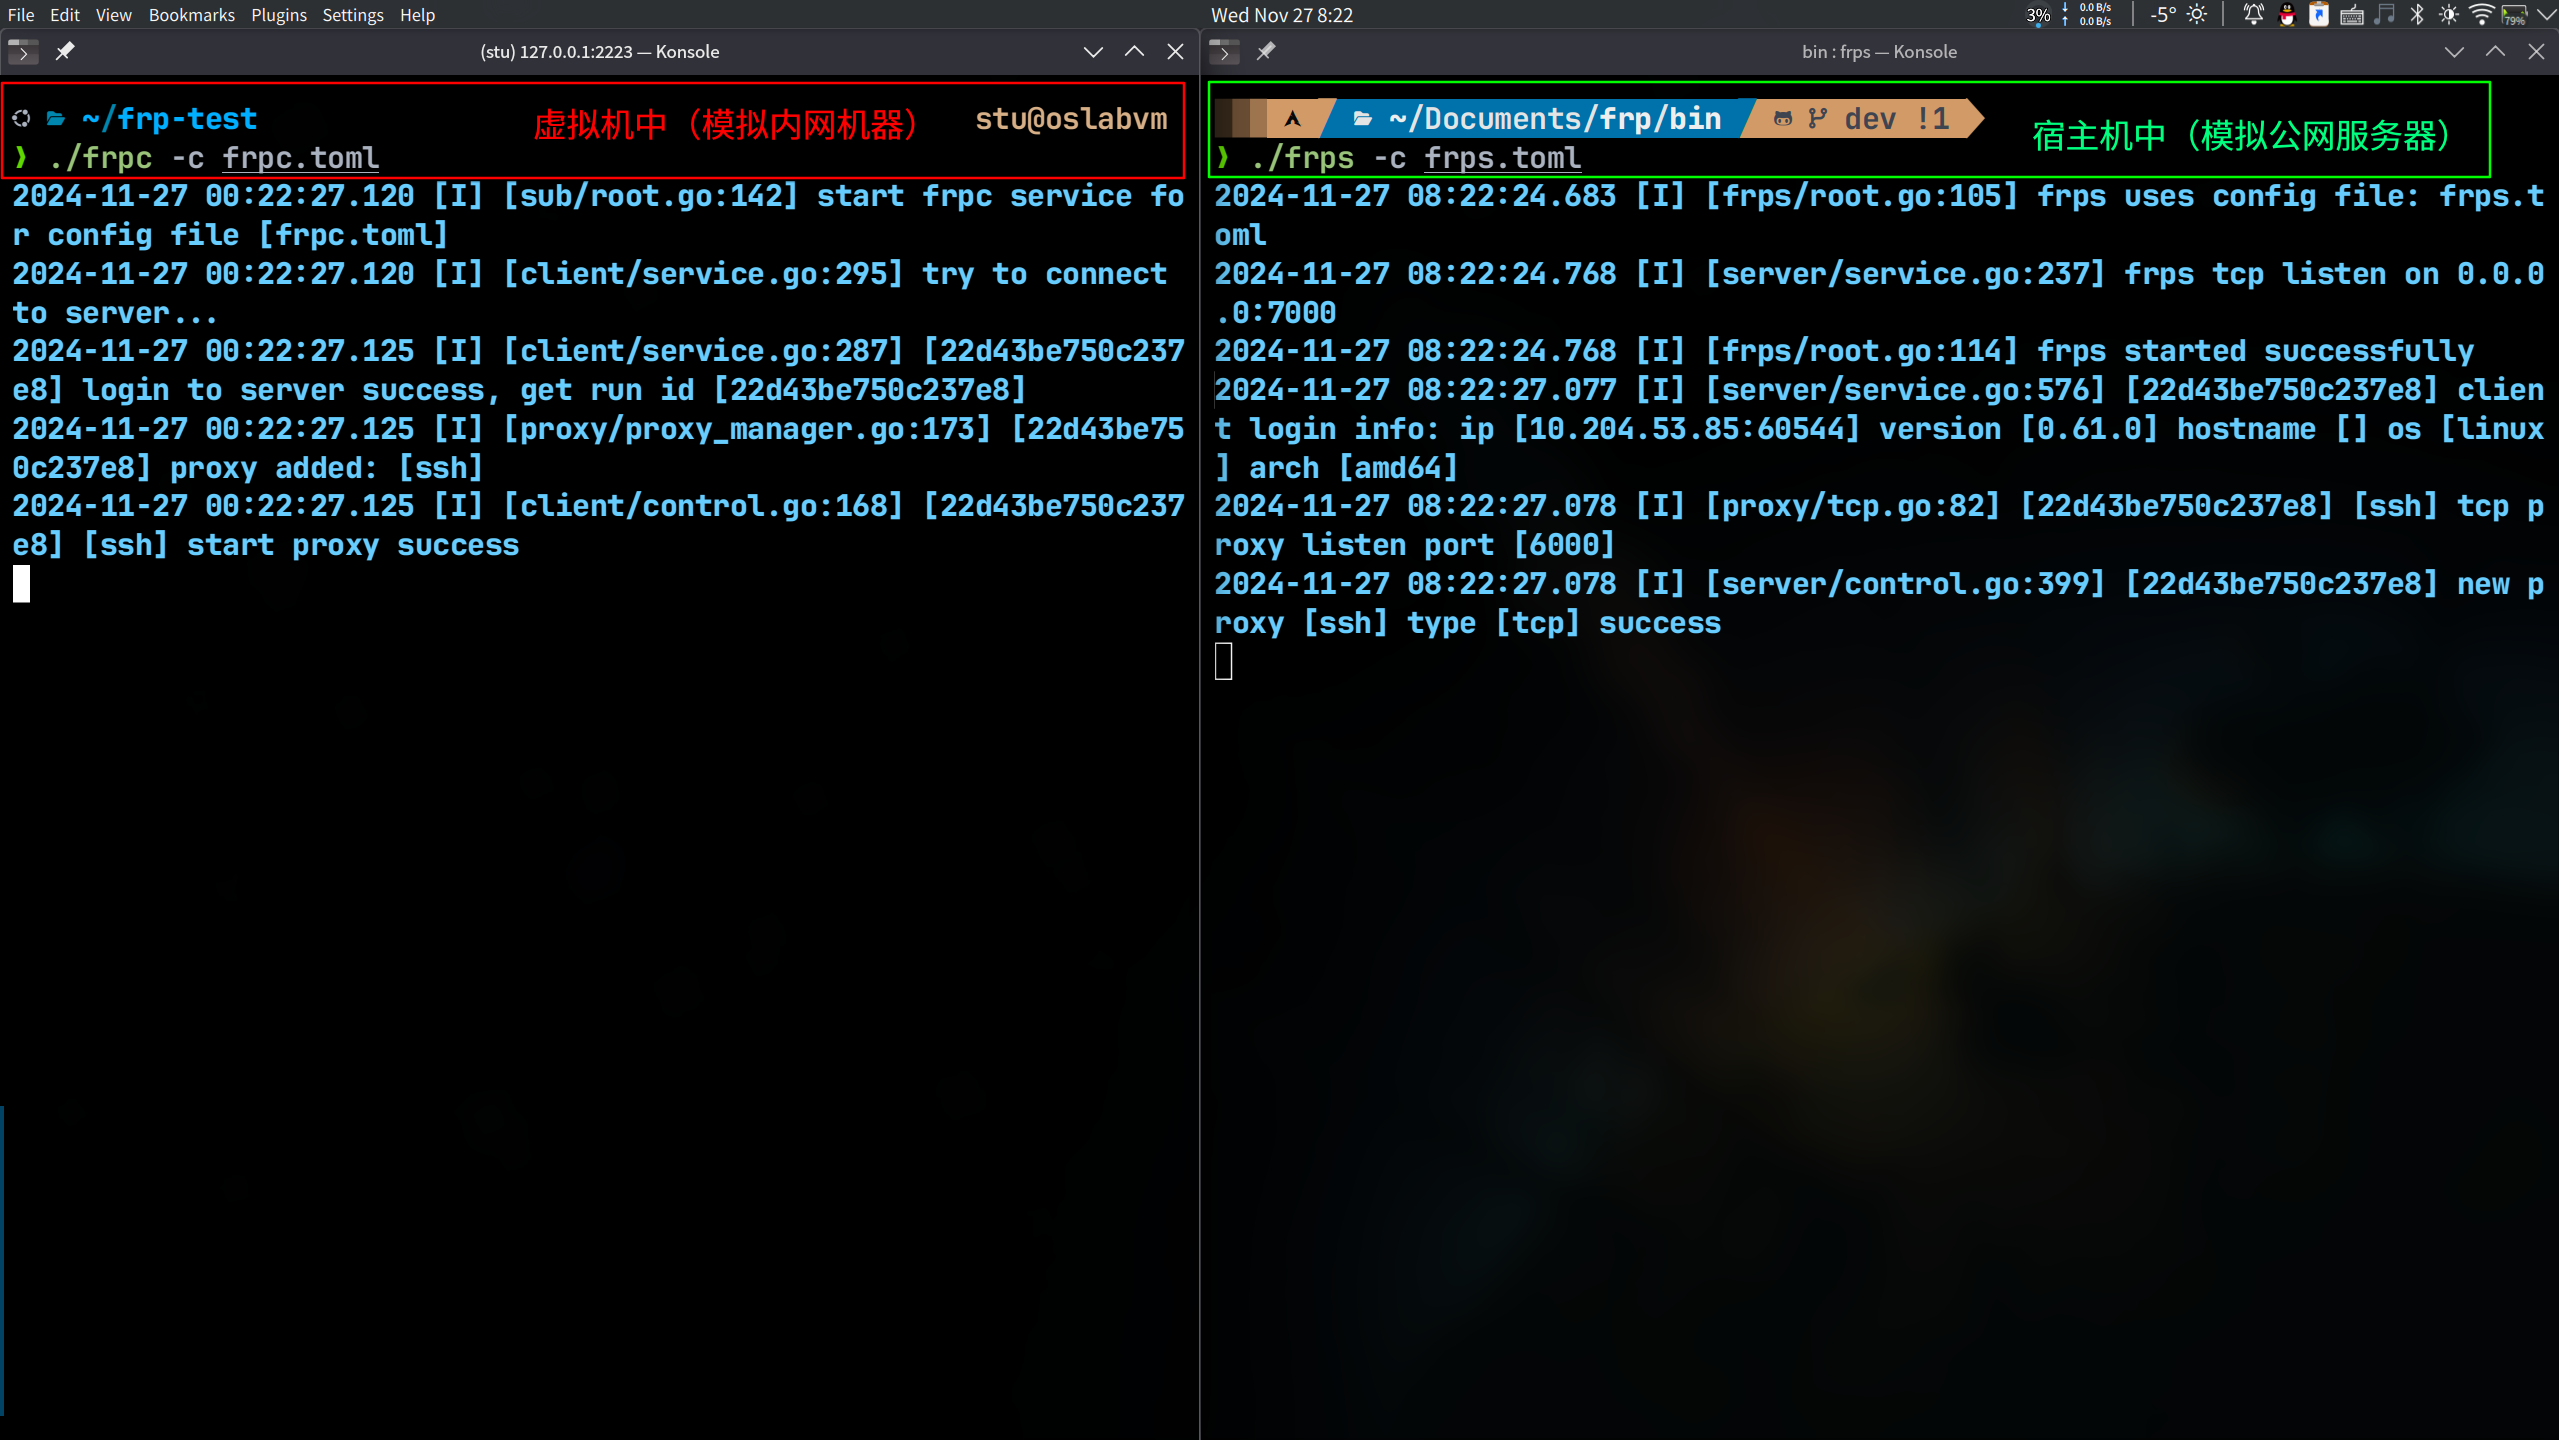 File Edit View Bookmarks Plugins Settings Help
Wed Nov 27 8:22
3% 0.0 B/s 0.0 B/s -5° 79%
(stu) 127.0.0.1:2223 — Konsole
~/frp-test 虚拟机中（模拟内网机器） stu@oslabvm
❯ ./frpc -c frpc.toml
2024-11-27 00:22:27.120 [I] [sub/root.go:142] start frpc service fo
r config file [frpc.toml]
2024-11-27 00:22:27.120 [I] [client/service.go:295] try to connect
to server...
2024-11-27 00:22:27.125 [I] [client/service.go:287] [22d43be750c237
e8] login to server success, get run id [22d43be750c237e8]
2024-11-27 00:22:27.125 [I] [proxy/proxy_manager.go:173] [22d43be75
0c237e8] proxy added: [ssh]
2024-11-27 00:22:27.125 [I] [client/control.go:168] [22d43be750c237
e8] [ssh] start proxy success
bin : frps — Konsole
~/Documents/frp/bin dev !1 宿主机中（模拟公网服务器）
❯ ./frps -c frps.toml
2024-11-27 08:22:24.683 [I] [frps/root.go:105] frps uses config file: frps.t
oml
2024-11-27 08:22:24.768 [I] [server/service.go:237] frps tcp listen on 0.0.0
.0:7000
2024-11-27 08:22:24.768 [I] [frps/root.go:114] frps started successfully
2024-11-27 08:22:27.077 [I] [server/service.go:576] [22d43be750c237e8] clien
t login info: ip [10.204.53.85:60544] version [0.61.0] hostname [] os [linux
] arch [amd64]
2024-11-27 08:22:27.078 [I] [proxy/tcp.go:82] [22d43be750c237e8] [ssh] tcp p
roxy listen port [6000]
2024-11-27 08:22:27.078 [I] [server/control.go:399] [22d43be750c237e8] new p
roxy [ssh] type [tcp] success